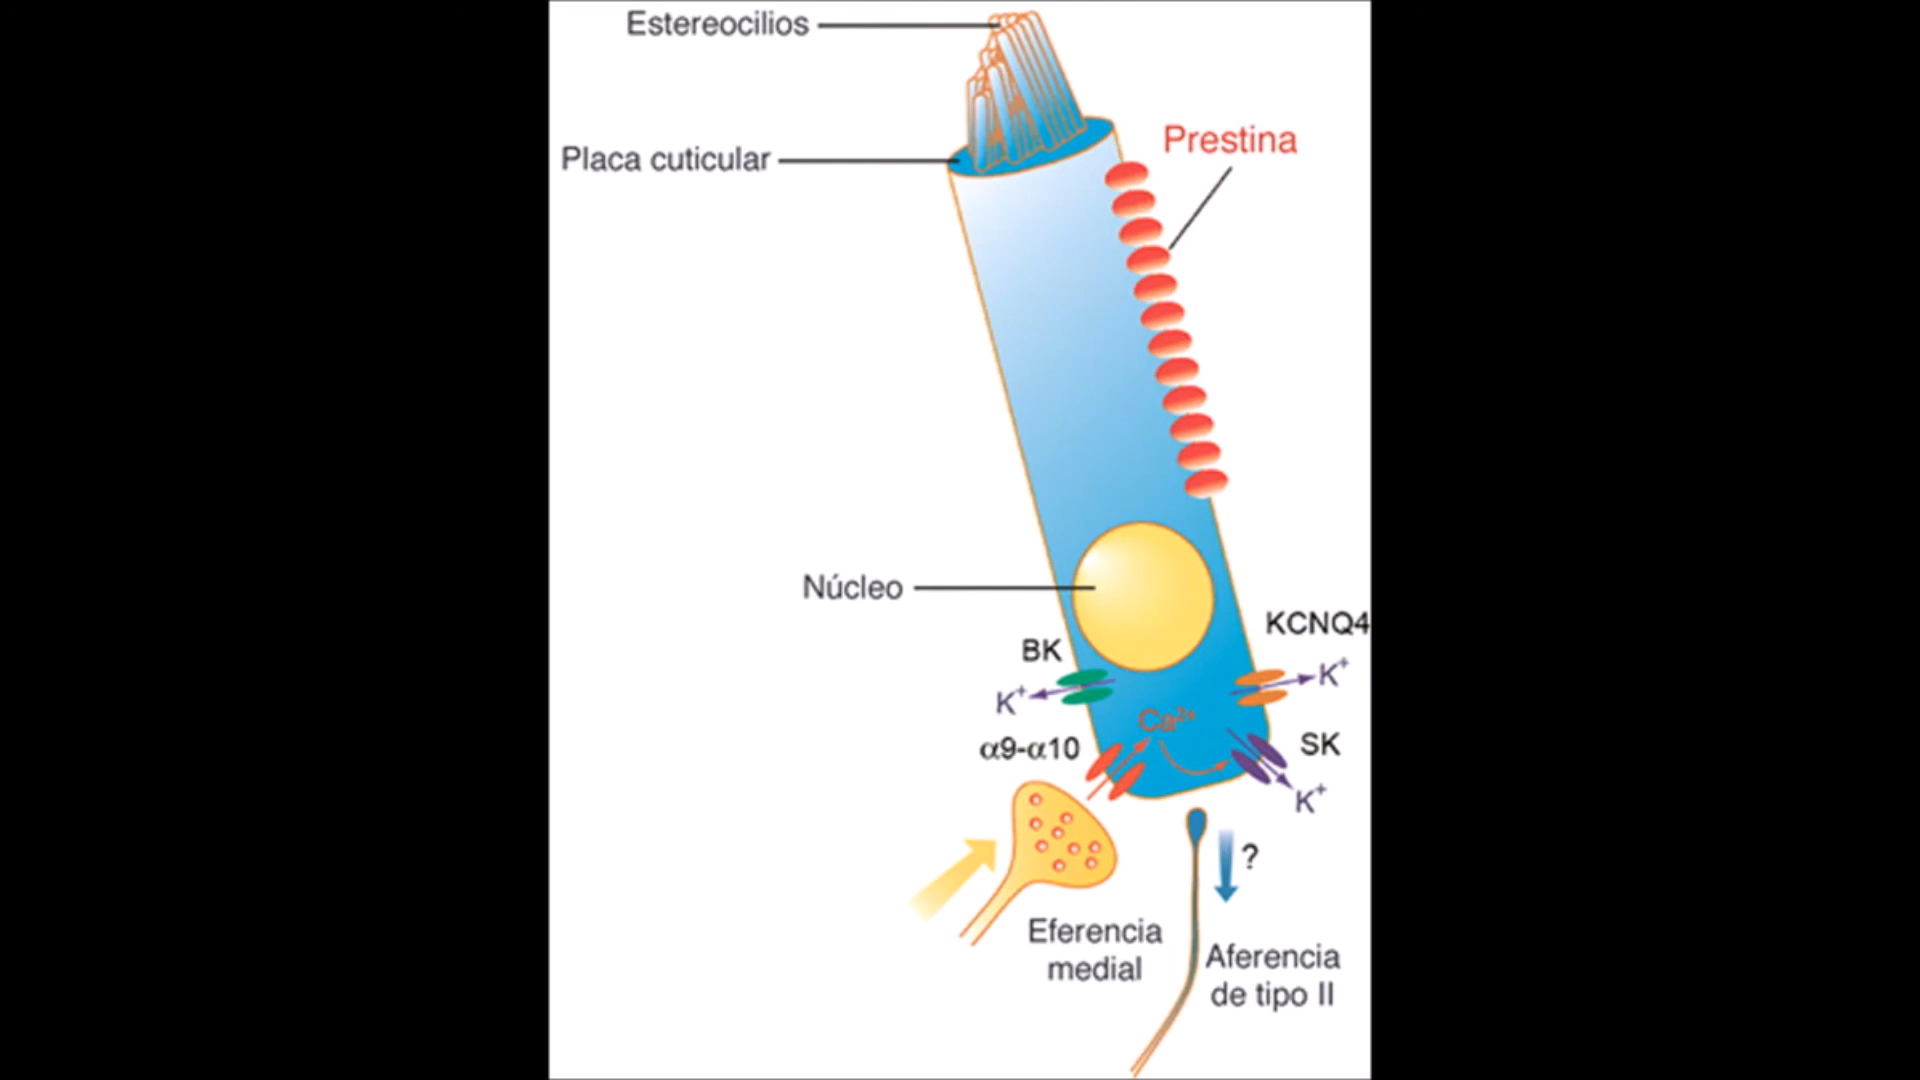 Estereocilios
Prestina
Placa cuticular
Núcleo
KCNQ4
BK
K⁺
K⁺
Ca²⁺
α9-α10
SK
K⁺
?
Eferencia
medial
Aferencia
de tipo II